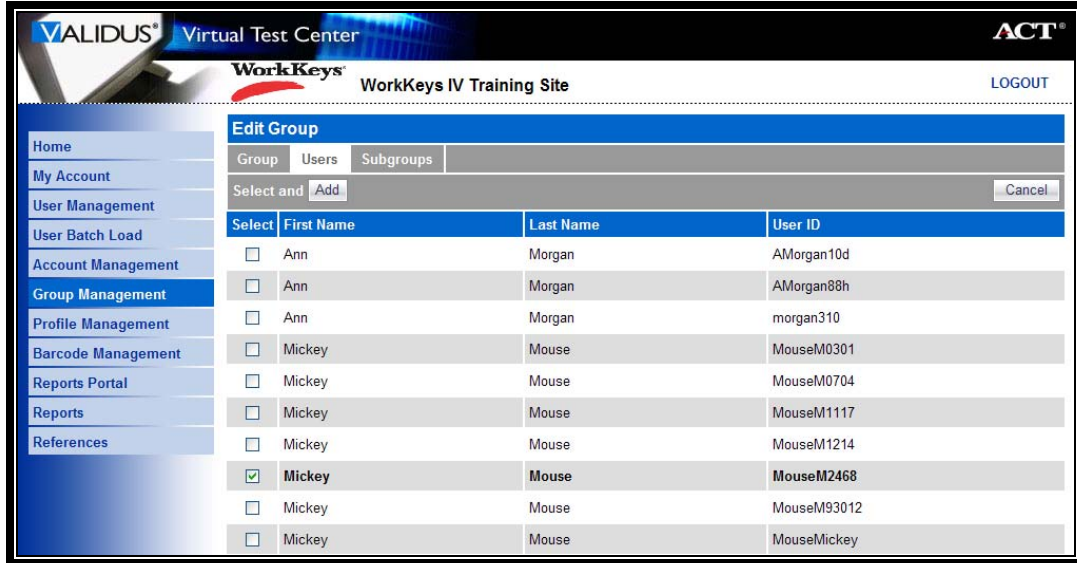 VALIDUS® Virtual Test Center ACT®
WorkKeys® WorkKeys IV Training Site LOGOUT
Home
My Account
User Management
User Batch Load
Account Management
Group Management
Profile Management
Barcode Management
Reports Portal
Reports
References
Edit Group
Group Users Subgroups
Select and Add Cancel
Select First Name Last Name User ID
Ann Morgan AMorgan10d
Ann Morgan AMorgan88h
Ann Morgan morgan310
Mickey Mouse MouseM0301
Mickey Mouse MouseM0704
Mickey Mouse MouseM1117
Mickey Mouse MouseM1214
Mickey Mouse MouseM2468
Mickey Mouse MouseM93012
Mickey Mouse MouseMickey